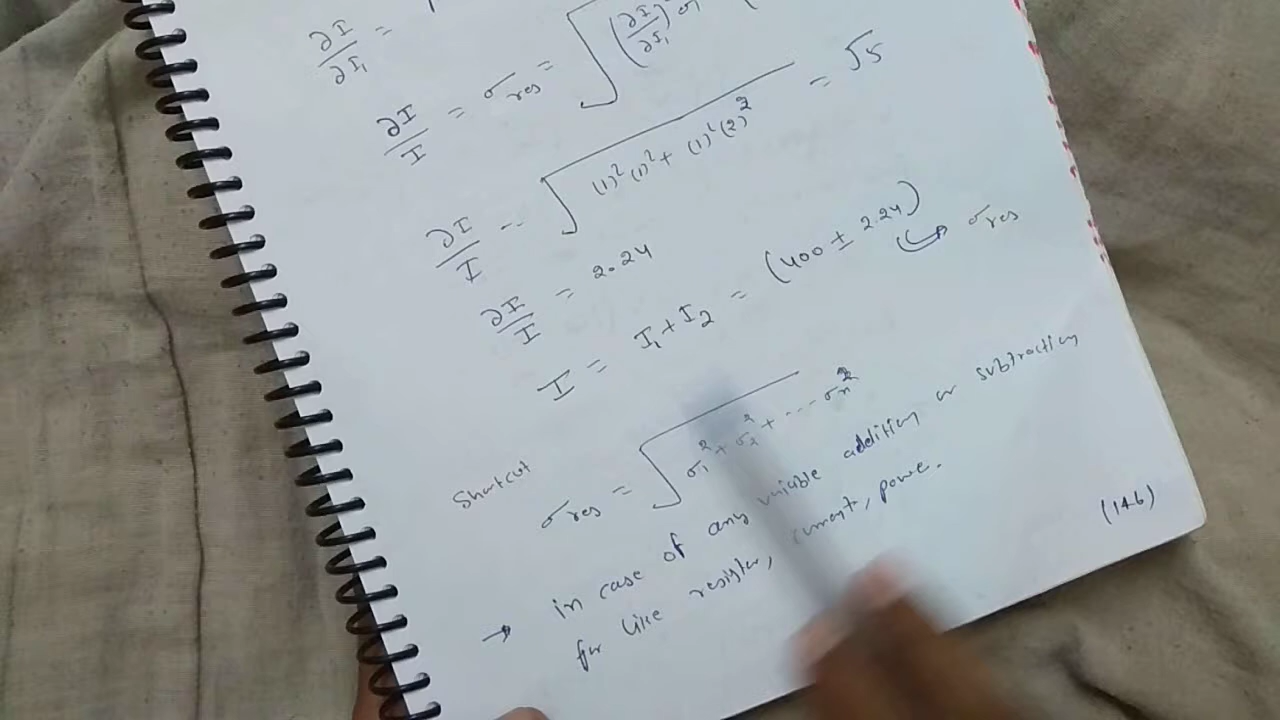 ∂I/∂I₁ =
∂I/I = σres = √(∂I/∂I₁)² σ₁
∂I/I = √(1)²(1)² + (1)²(2)² = √5
∂I/I = 2.24
I = I₁ + I₂ = (400 ± 2.24) → σres
Shortcut
σres = √σ₁² + σ₂² + ... σn²
→ in case of any variable addition or subtraction
for like resistor, current, power.
(146)